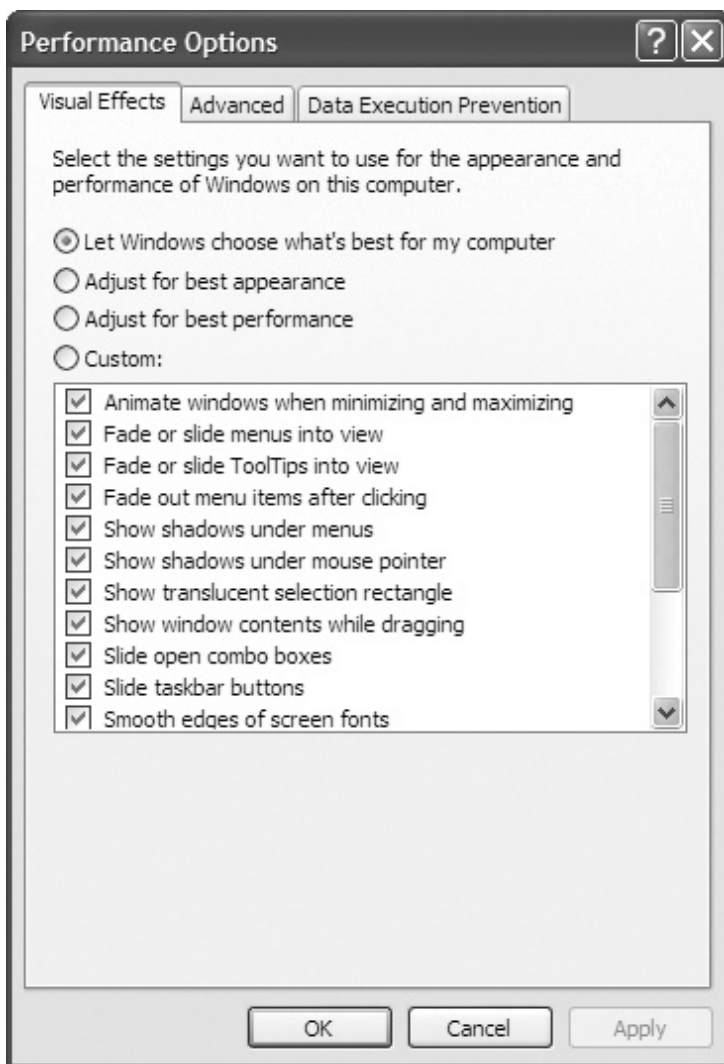 Performance Options
Visual Effects
Advanced
Data Execution Prevention
Select the settings you want to use for the appearance and
performance of Windows on this computer.
Let Windows choose what's best for my computer
Adjust for best appearance
Adjust for best performance
Custom:
Animate windows when minimizing and maximizing
Fade or slide menus into view
Fade or slide ToolTips into view
Fade out menu items after clicking
Show shadows under menus
Show shadows under mouse pointer
Show translucent selection rectangle
Show window contents while dragging
Slide open combo boxes
Slide taskbar buttons
Smooth edges of screen fonts
OK
Cancel
Apply